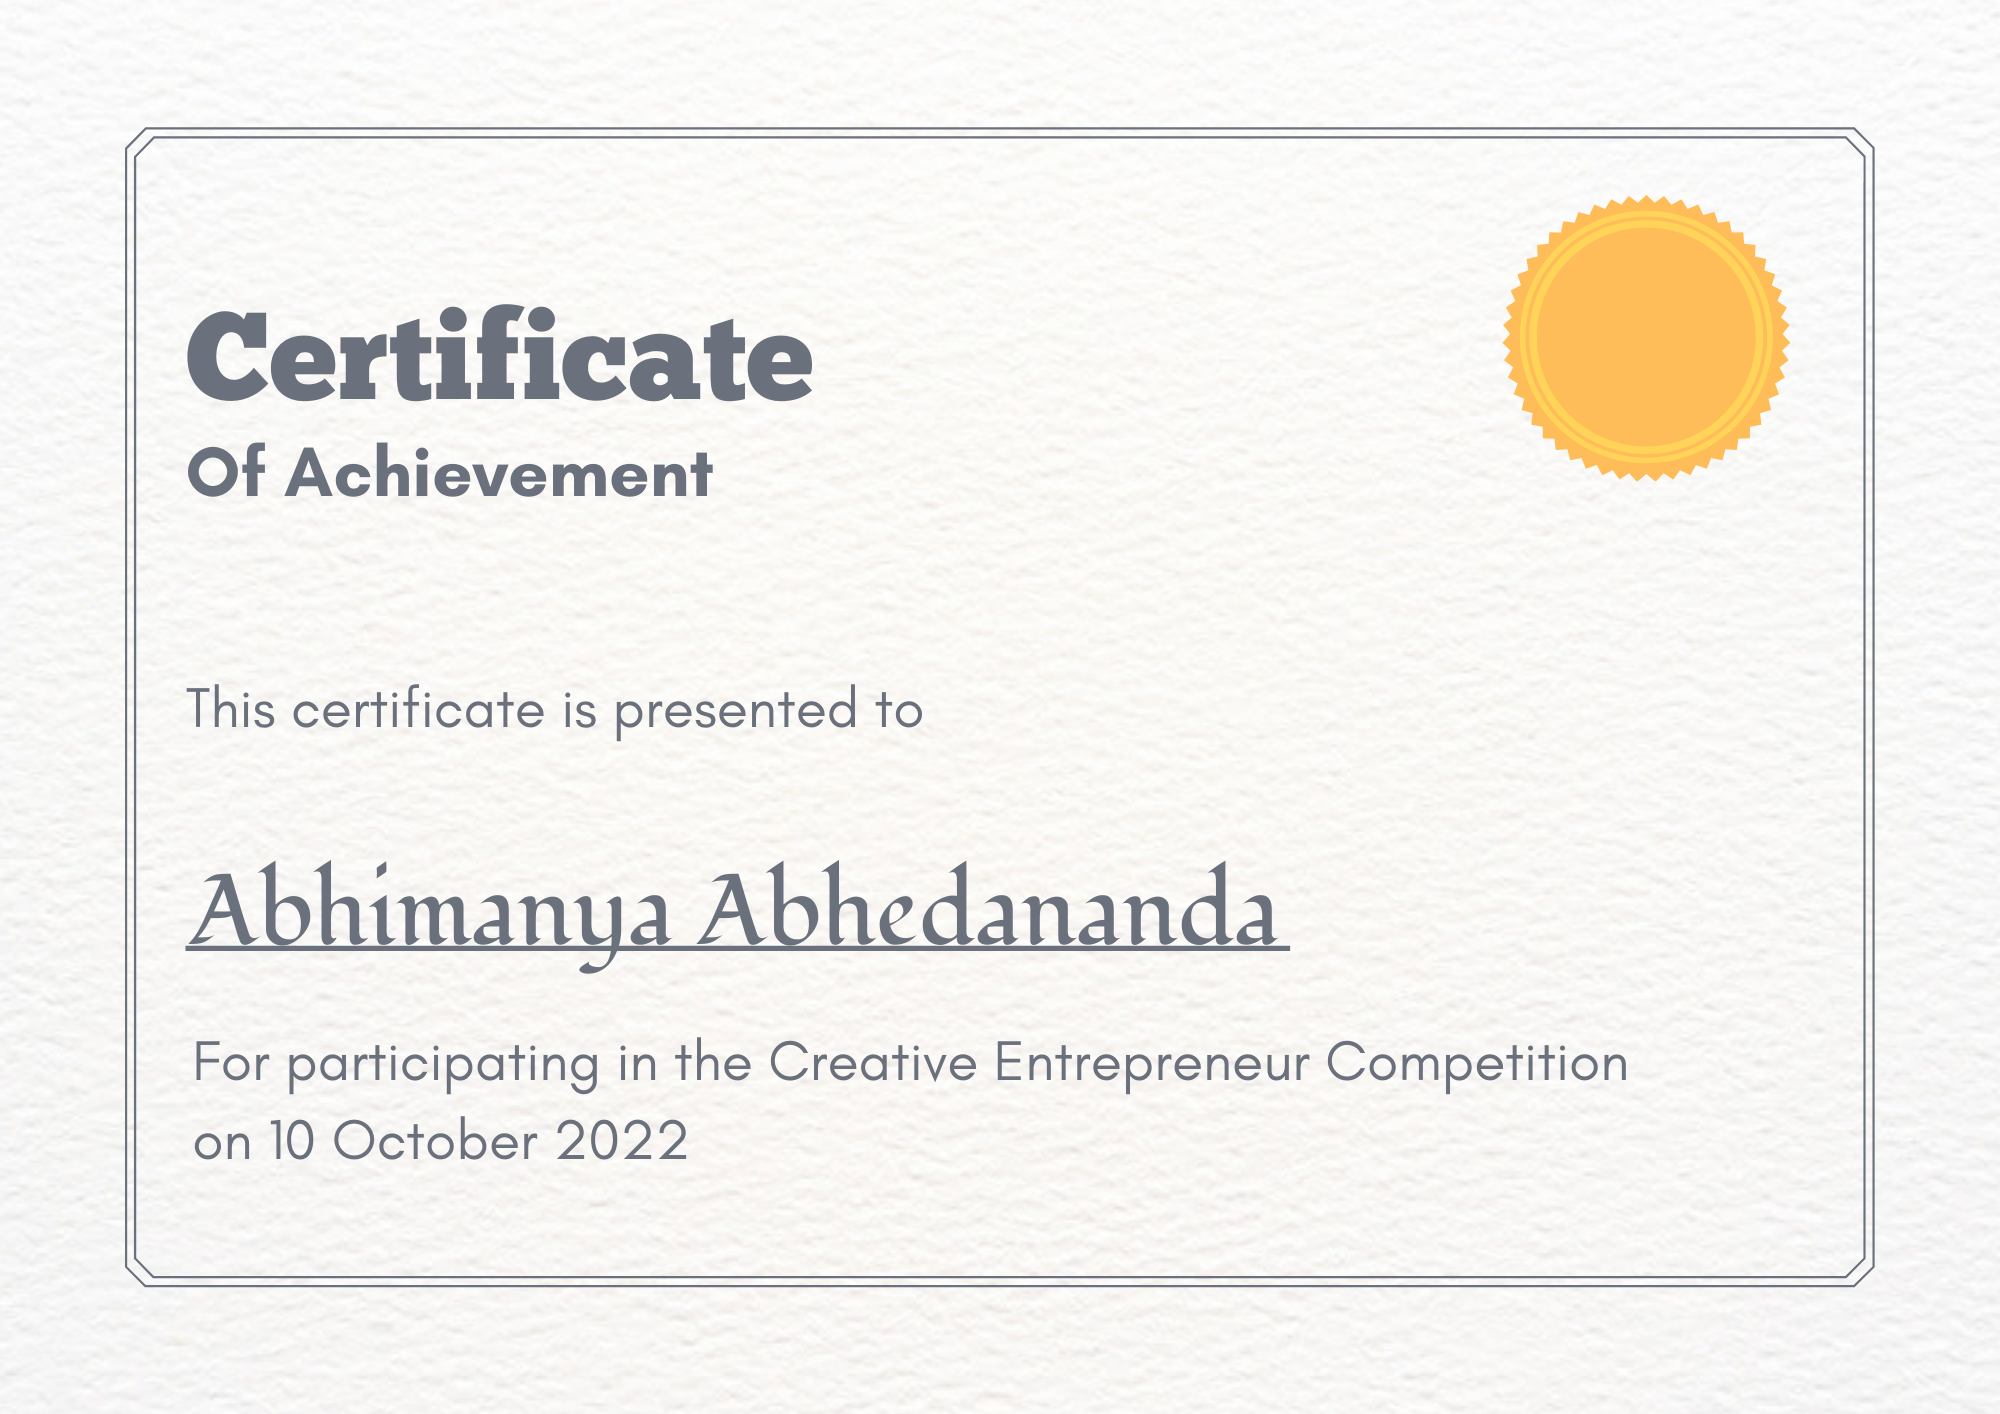 Certificate
Of Achievement
This certificate is presented to
Abhimanya Abhedananda
For participating in the Creative Entrepreneur Competition
on 10 October 2022